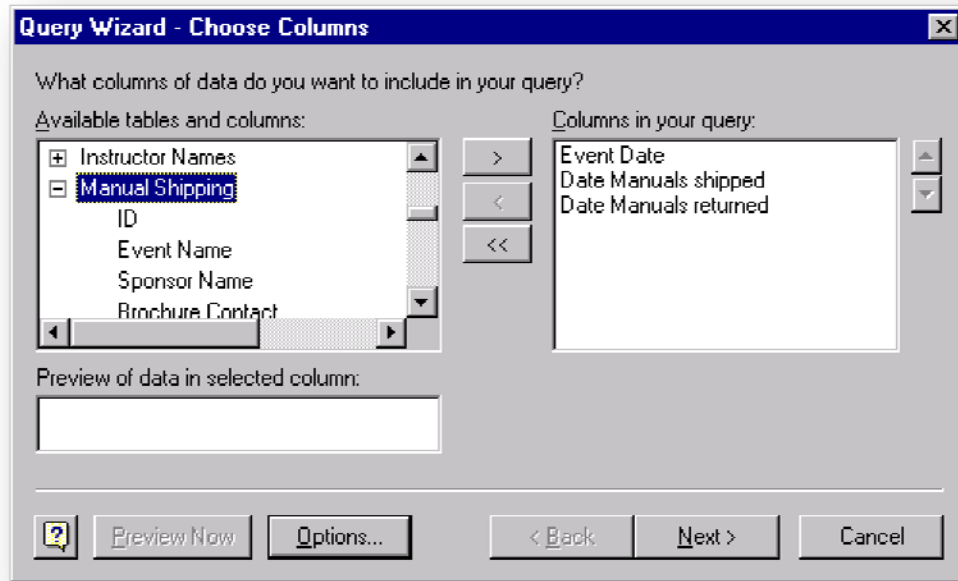 Query Wizard - Choose Columns
What columns of data do you want to include in your query?
Available tables and columns:
Instructor Names
Manual Shipping
ID
Event Name
Sponsor Name
Brochure Contact
>
<
<<
Columns in your query:
Event Date
Date Manuals shipped
Date Manuals returned
Preview of data in selected column:
Preview Now
Options...
< Back
Next >
Cancel